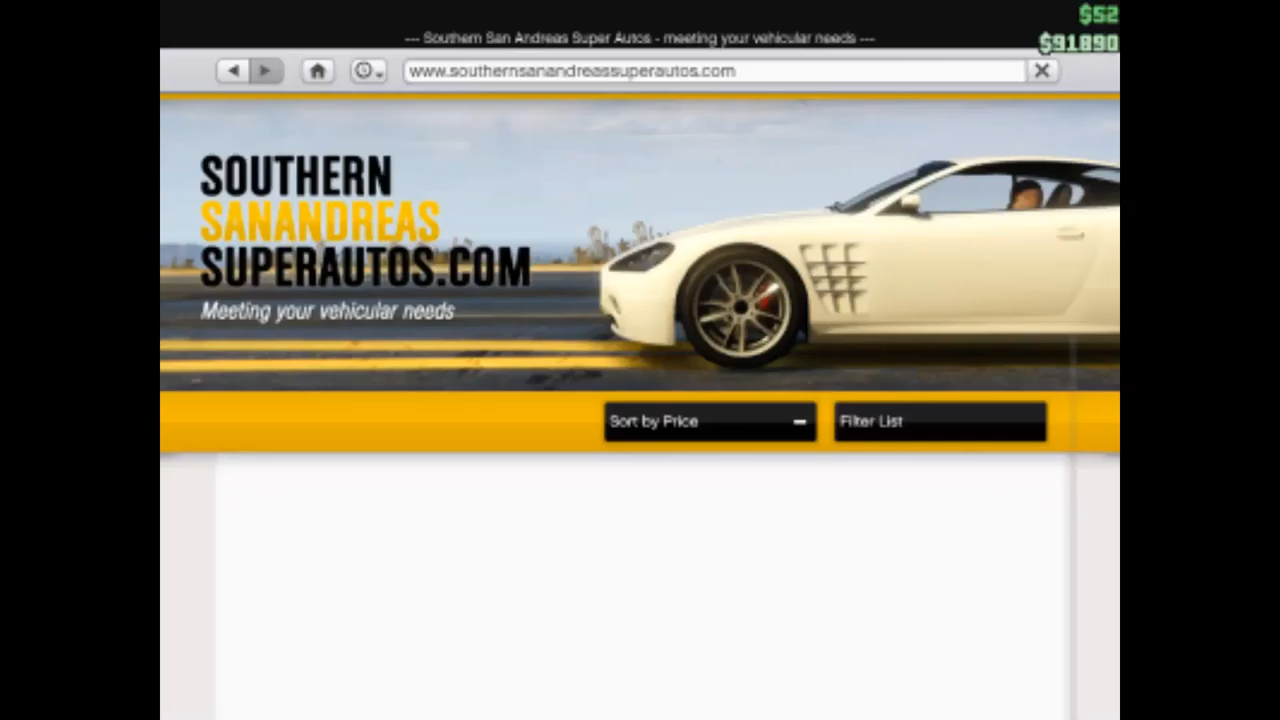 $52
--- Southern San Andreas Super Autos - meeting your vehicular needs ---
$91890
www.southernsanandreassuperautos.com
SOUTHERN
SANANDREAS
SUPERAUTOS.COM
Meeting your vehicular needs
Sort by Price
Filter List